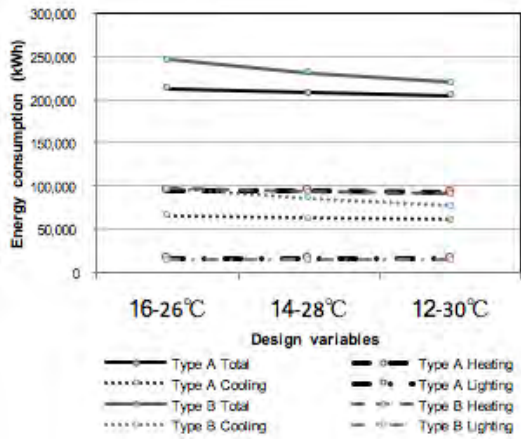 300,000
250,000
200,000
150,000
100,000
50,000
0
Energy consumption (kWh)
16-26℃ 14-28℃ 12-30℃
Design variables
Type A Total Type A Heating
Type A Cooling Type A Lighting
Type B Total Type B Heating
Type B Cooling Type B Lighting